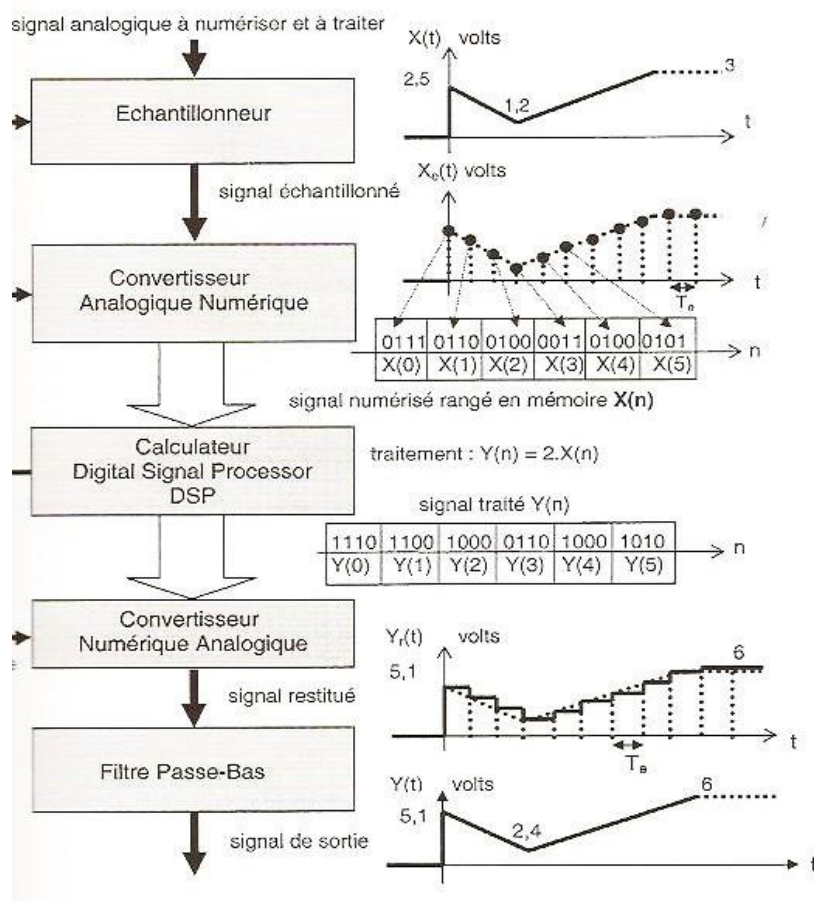 signal analogique à numériser et à traiter
X(t) volts
2,5
1,2
3
t
Echantillonneur
signal échantillonné
Xe(t) volts
t
Te
Convertisseur
Analogique Numérique
0111 0110 0100 0011 0100 0101
n
X(0) X(1) X(2) X(3) X(4) X(5)
signal numérisé rangé en mémoire X(n)
Calculateur
Digital Signal Processor
DSP
traitement : Y(n) = 2.X(n)
signal traité Y(n)
1110 1100 1000 0110 1000 1010
n
Y(0) Y(1) Y(2) Y(3) Y(4) Y(5)
Convertisseur
Numérique Analogique
Yr(t) volts
5,1
6
t
Te
signal restitué
Filtre Passe-Bas
Y(t) volts
5,1
2,4
6
t
signal de sortie